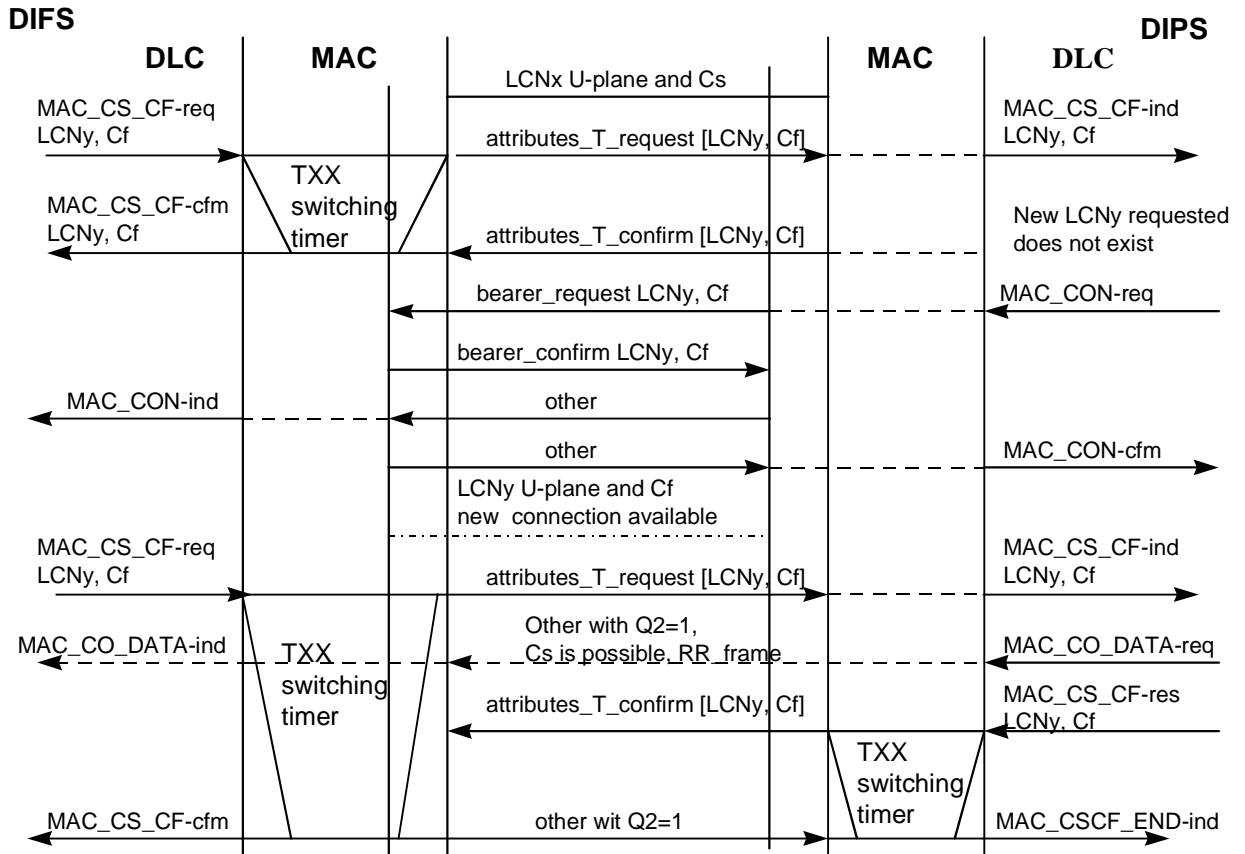 DIFS
DIPS
DLC
MAC
MAC
DLC
LCNx U-plane and Cs
MAC_CS_CF-req
LCNy, Cf
attributes_T_request [LCNy, Cf]
MAC_CS_CF-ind
LCNy, Cf
TXX
switching
timer
MAC_CS_CF-cfm
LCNy, Cf
attributes_T_confirm [LCNy, Cf]
New LCNy requested
does not exist
bearer_request LCNy, Cf
MAC_CON-req
bearer_confirm LCNy, Cf
MAC_CON-ind
other
other
MAC_CON-cfm
LCNy U-plane and Cf
new connection available
MAC_CS_CF-req
LCNy, Cf
attributes_T_request [LCNy, Cf]
MAC_CS_CF-ind
LCNy, Cf
MAC_CO_DATA-ind
TXX
switching
timer
Other with Q2=1,
Cs is possible, RR_frame
MAC_CO_DATA-req
attributes_T_confirm [LCNy, Cf]
MAC_CS_CF-res
LCNy, Cf
TXX
switching
timer
MAC_CS_CF-cfm
other wit Q2=1
MAC_CSCF_END-ind